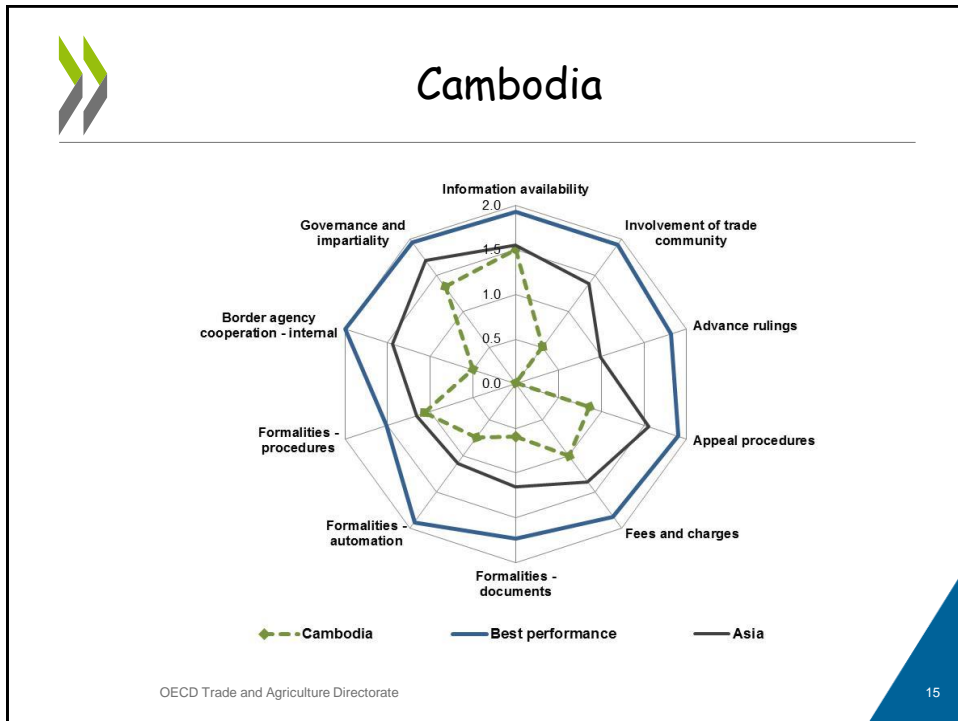 Cambodia
Information availability
2.0
Governance and
impartiality
Involvement of trade
community
1.5
Border agency
cooperation - internal
1.0
Advance rulings
0.5
0.0
Formalities -
procedures
Appeal procedures
Formalities -
automation
Fees and charges
Formalities -
documents
Cambodia
Best performance
Asia
OECD Trade and Agriculture Directorate
15